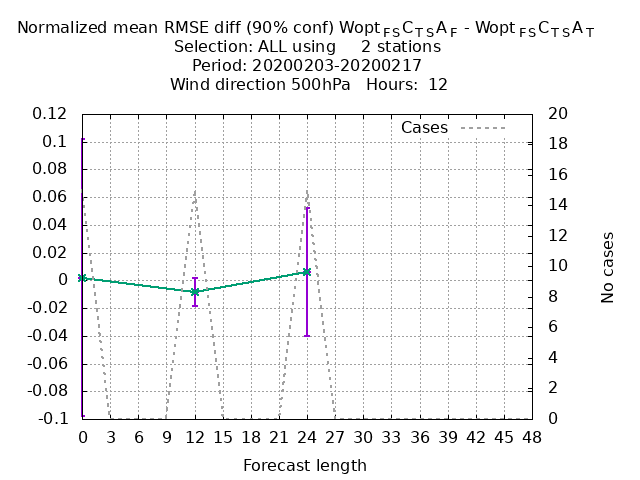 Normalized mean RMSE diff (90% conf) Wopt FS C T S A F - Wopt FS C T S A T
Selection: ALL using     2 stations
Period: 20200203-20200217
Wind direction 500hPa   Hours:  12
0.12
0.1
0.08
0.06
0.04
0.02
0
-0.02
-0.04
-0.06
-0.08
-0.1
Cases
20
18
16
14
12
10
8
6
4
2
0
No cases
0 3 6 9 12 15 18 21 24 27 30 33 36 39 42 45 48
Forecast length